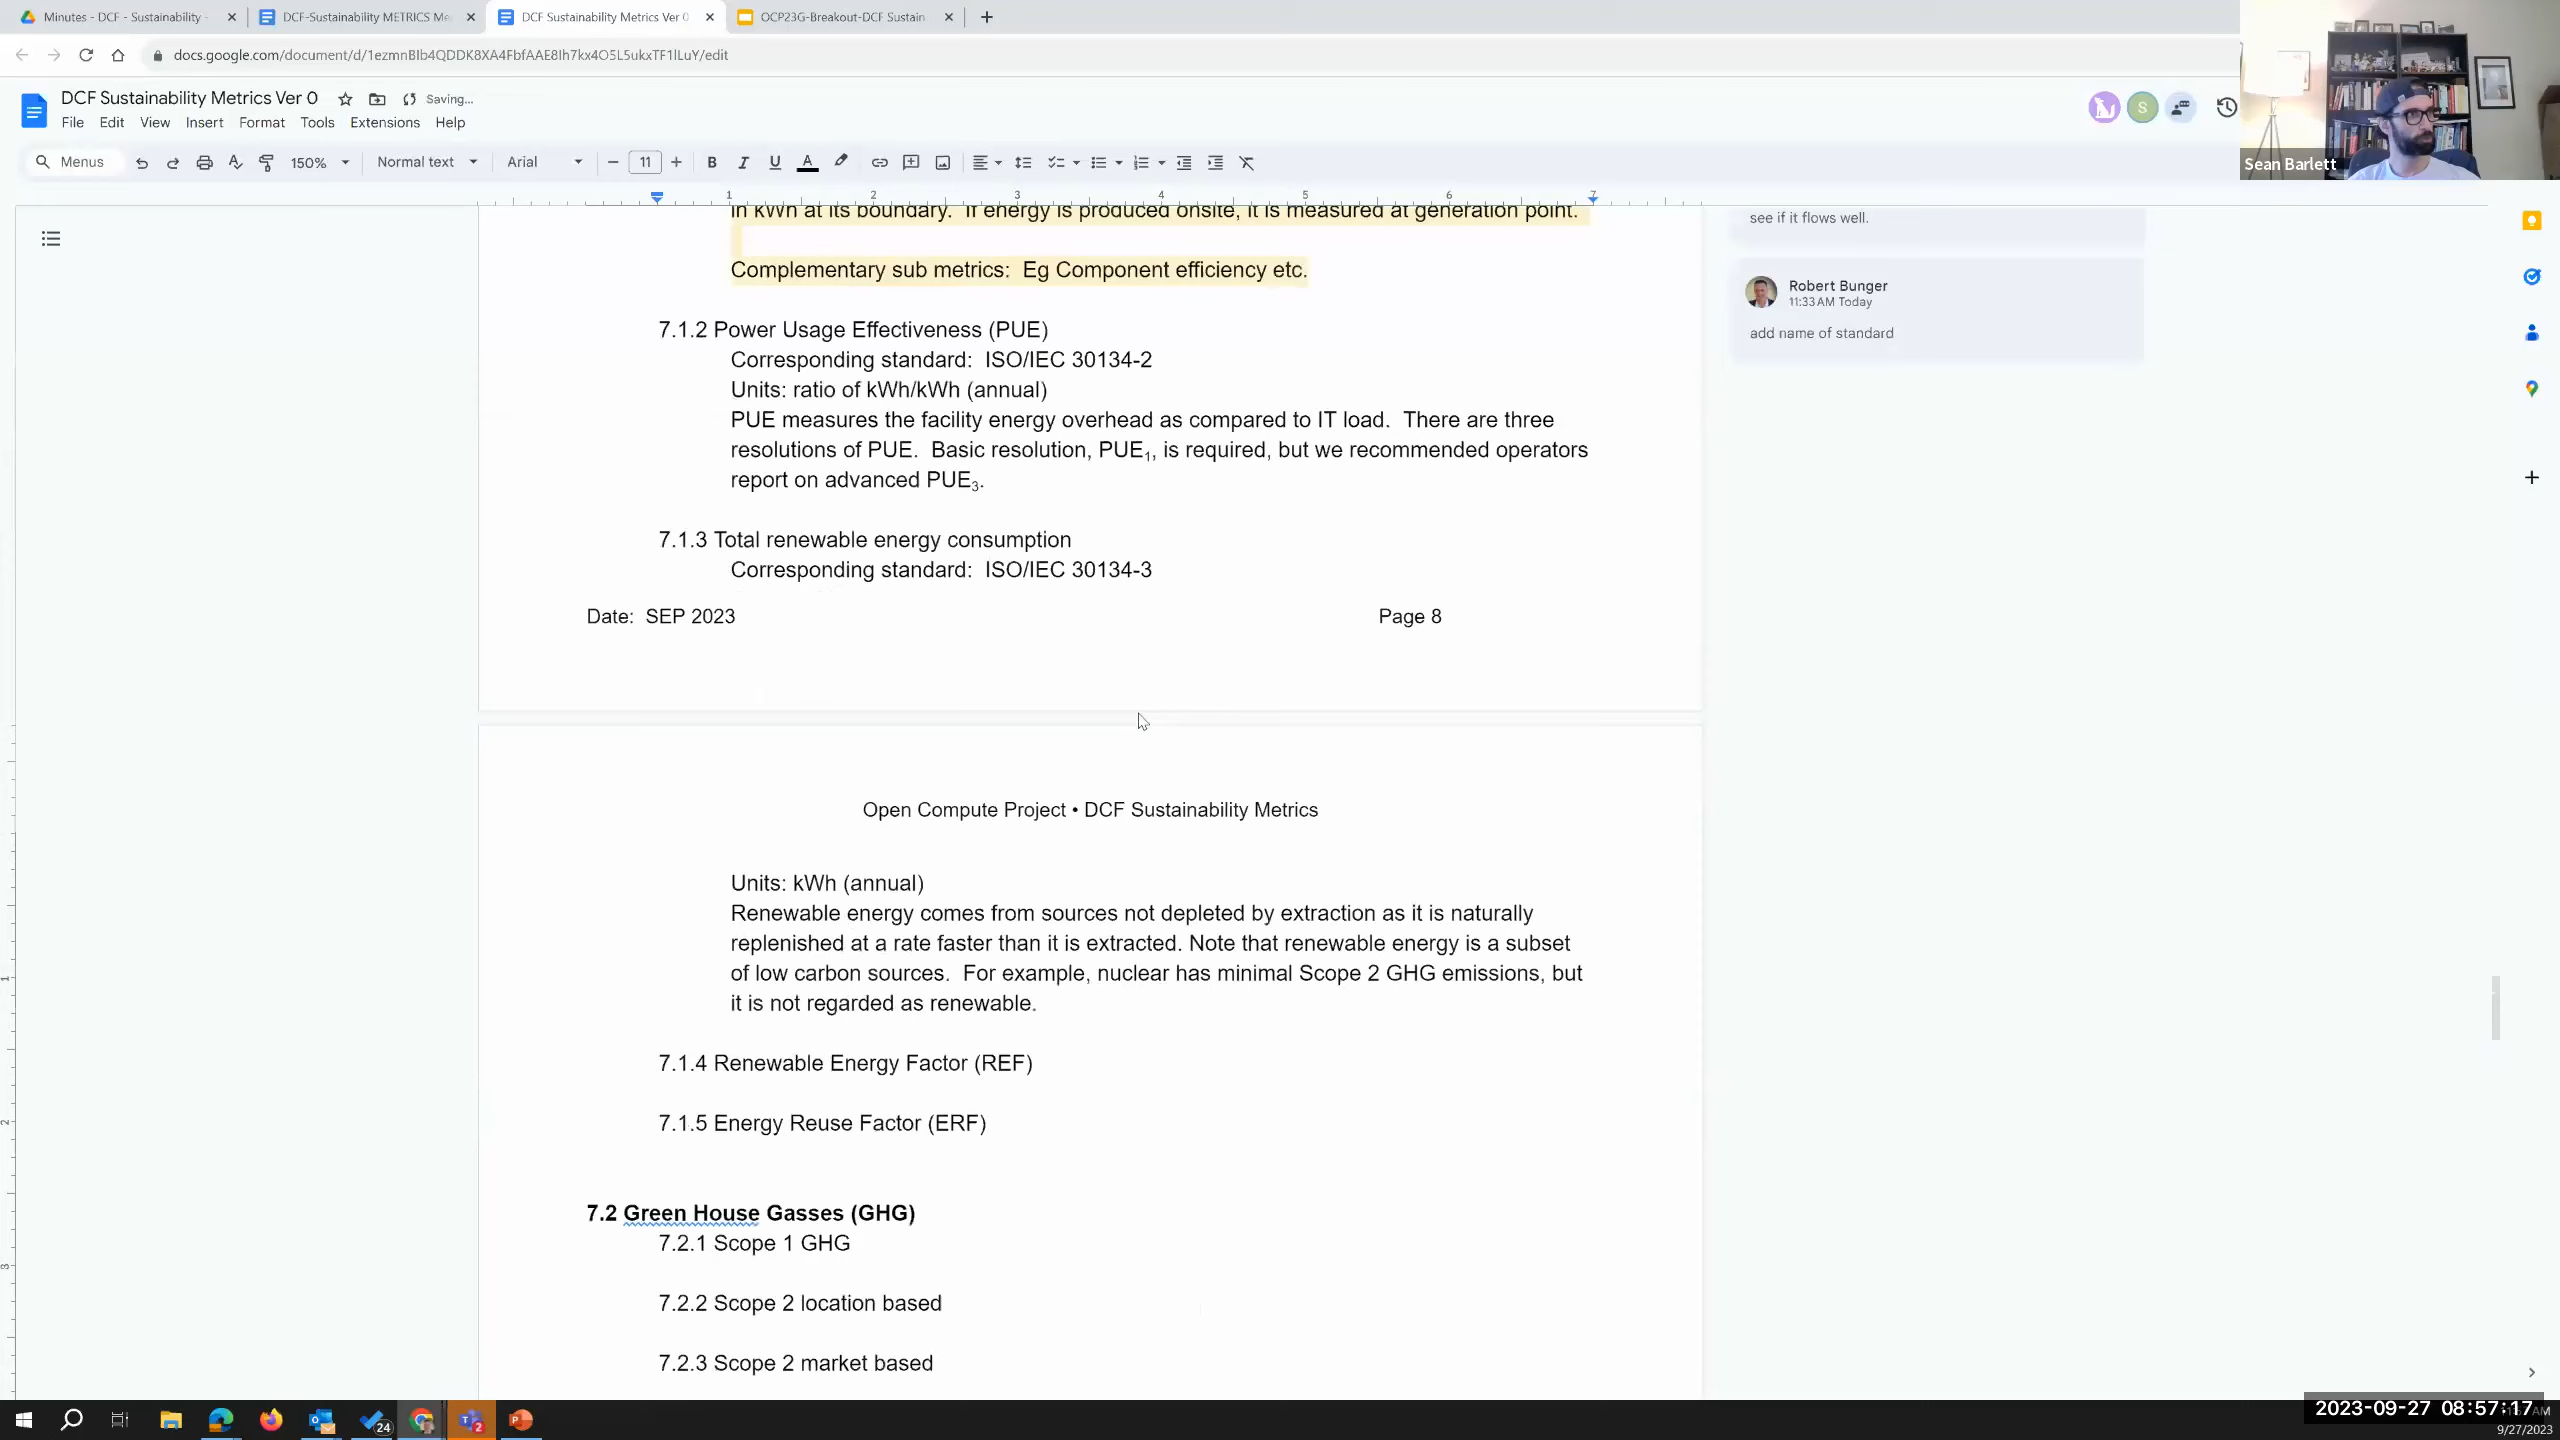 Minutes - DCF - Sustainability -
DCF-Sustainability METRICS Me
DCF Sustainability Metrics Ver 0
OCP23G-Breakout-DCF Sustain
docs.google.com/document/d/1ezmnBIb4QDDK8XA4FbfAAE8Ih7kx4O5L5ukxTF1lLuY/edit
DCF Sustainability Metrics Ver 0
Saving...
File Edit View Insert Format Tools Extensions Help
S
Sean Barlett
Menus
150%
Normal text
Arial
11
B I U A
1 2 3 4 5 6 7
in kWh at its boundary.  If energy is produced onsite, it is measured at generation point.
see if it flows well.
Complementary sub metrics:  Eg Component efficiency etc.
Robert Bunger
11:33 AM Today
add name of standard
7.1.2 Power Usage Effectiveness (PUE)
Corresponding standard:  ISO/IEC 30134-2
Units: ratio of kWh/kWh (annual)
PUE measures the facility energy overhead as compared to IT load.  There are three
resolutions of PUE.  Basic resolution, PUE₁, is required, but we recommended operators
report on advanced PUE₃.
7.1.3 Total renewable energy consumption
Corresponding standard:  ISO/IEC 30134-3
Date:  SEP 2023
Page 8
Open Compute Project • DCF Sustainability Metrics
Units: kWh (annual)
Renewable energy comes from sources not depleted by extraction as it is naturally
replenished at a rate faster than it is extracted. Note that renewable energy is a subset
of low carbon sources.  For example, nuclear has minimal Scope 2 GHG emissions, but
it is not regarded as renewable.
7.1.4 Renewable Energy Factor (REF)
7.1.5 Energy Reuse Factor (ERF)
7.2 Green House Gasses (GHG)
7.2.1 Scope 1 GHG
7.2.2 Scope 2 location based
7.2.3 Scope 2 market based
1
2
3
24
2
2023-09-27 08:57:17
9/27/2023